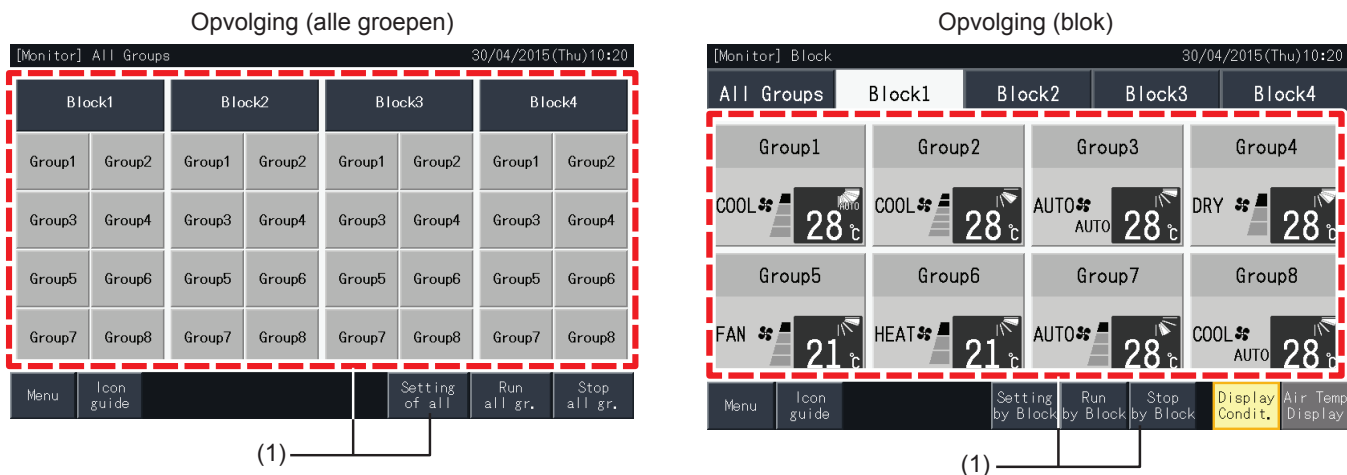 Opvolging (alle groepen)
[Monitor] All Groups 30/04/2015(Thu)10:20
Block1 Block2 Block3 Block4
Group1 Group2 Group1 Group2 Group1 Group2 Group1 Group2
Group3 Group4 Group3 Group4 Group3 Group4 Group3 Group4
Group5 Group6 Group5 Group6 Group5 Group6 Group5 Group6
Group7 Group8 Group7 Group8 Group7 Group8 Group7 Group8
Menu Icon guide Setting of all Run all gr. Stop all gr.
(1)
Opvolging (blok)
[Monitor] Block 30/04/2015(Thu)10:20
All Groups Block1 Block2 Block3 Block4
Group1 Group2 Group3 Group4
COOL AUTO 28℃ COOL 28℃ AUTO AUTO 28℃ DRY 28℃
Group5 Group6 Group7 Group8
FAN 21℃ HEAT 21℃ AUTO 28℃ COOL AUTO 28℃
Menu Icon guide Setting by Block Run by Block Stop by Block Display Condit. Air Temp Display
(1)